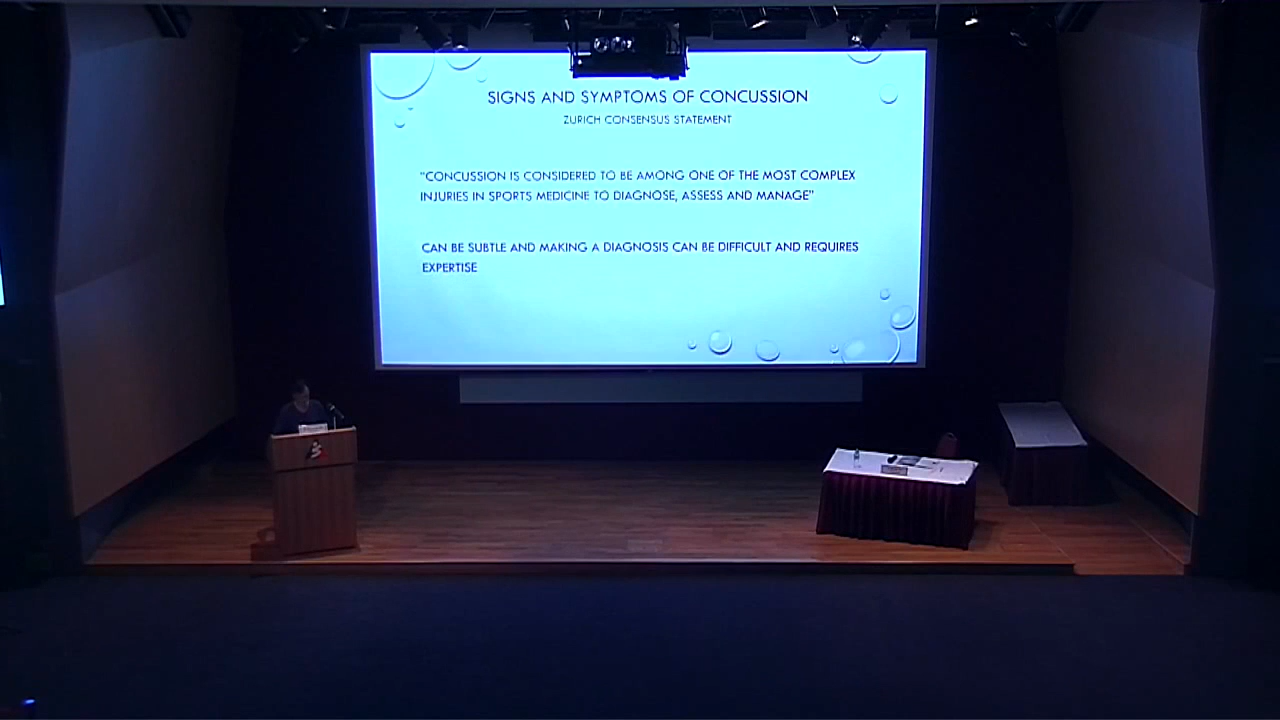 SIGNS AND SYMPTOMS OF CONCUSSION
ZURICH CONSENSUS STATEMENT
"CONCUSSION IS CONSIDERED TO BE AMONG ONE OF THE MOST COMPLEX
INJURIES IN SPORTS MEDICINE TO DIAGNOSE, ASSESS AND MANAGE"
CAN BE SUBTLE AND MAKING A DIAGNOSIS CAN BE DIFFICULT AND REQUIRES
EXPERTISE